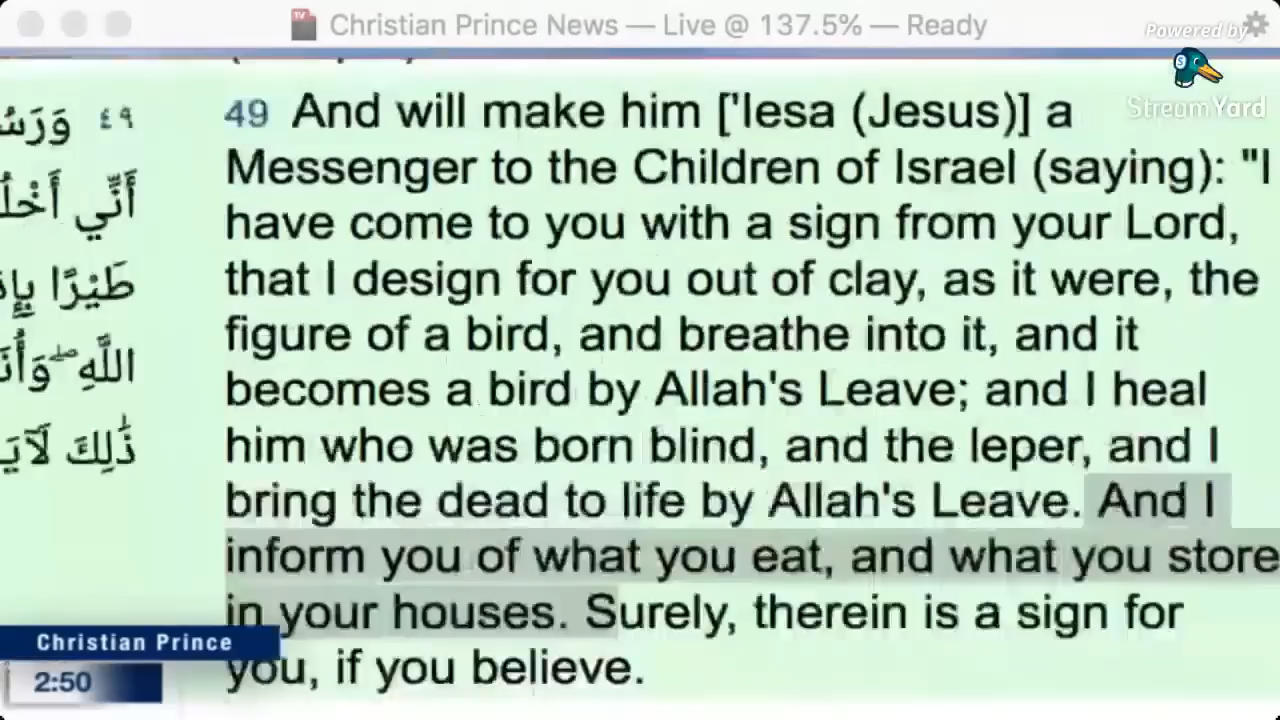 Christian Prince News — Live @ 137.5% — Ready
Powered by
StreamYard
49 And will make him ['Iesa (Jesus)] a
Messenger to the Children of Israel (saying): "I
have come to you with a sign from your Lord,
that I design for you out of clay, as it were, the
figure of a bird, and breathe into it, and it
becomes a bird by Allah's Leave; and I heal
him who was born blind, and the leper, and I
bring the dead to life by Allah's Leave. And I
inform you of what you eat, and what you store
in your houses. Surely, therein is a sign for
you, if you believe.
٤٩
أَنِّي
طَيْرًا
اللَّهِ ۖ
ذَٰلِكَ
Christian Prince
2:50